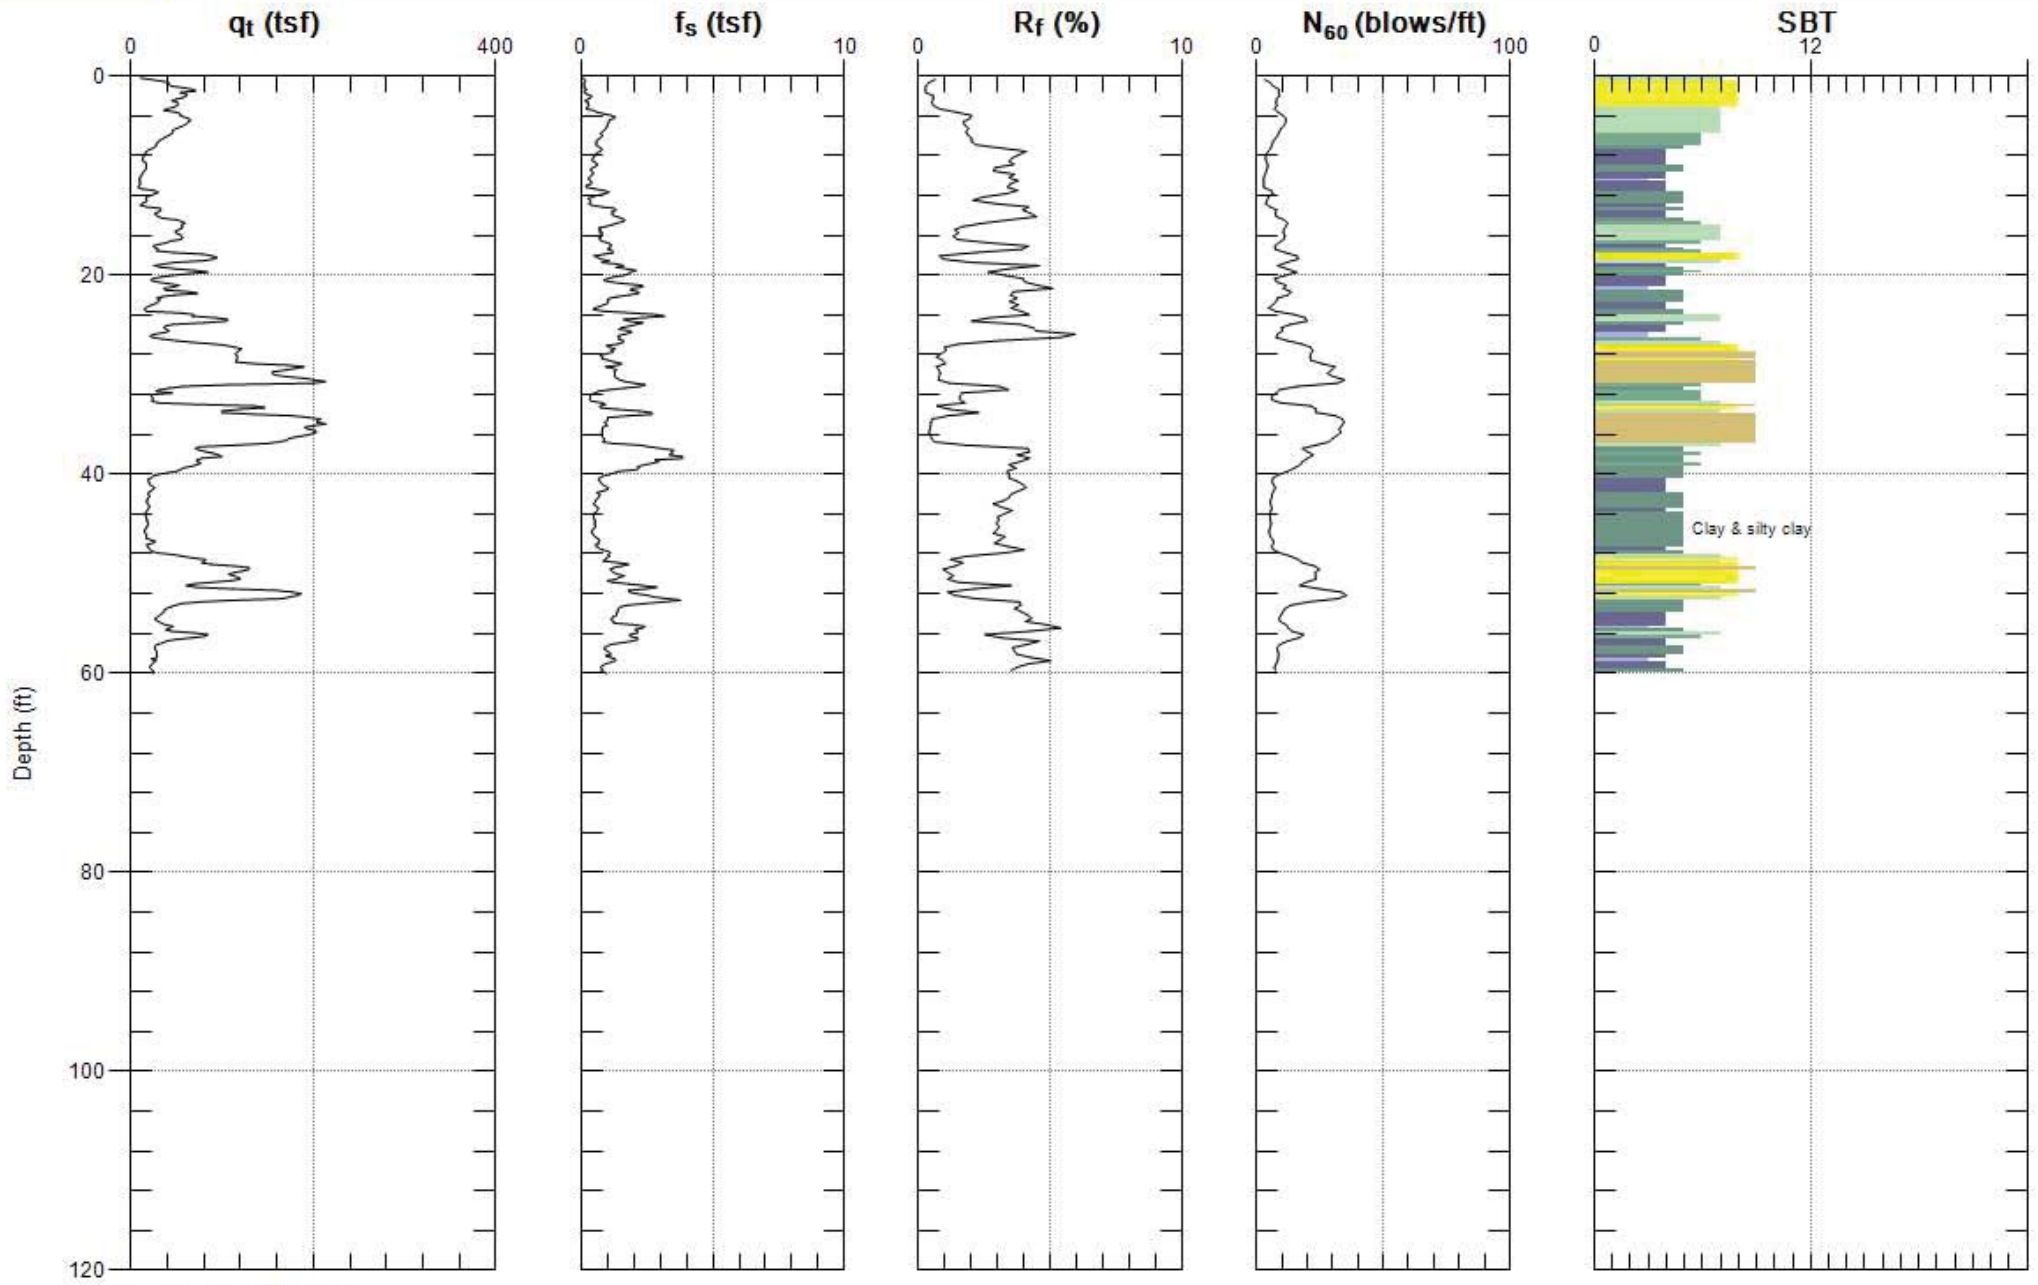 qt (tsf)
fs (tsf)
Rf (%)
N60 (blows/ft)
SBT
0 400
0 10
0 10
0 100
0 12
0
20
40
Clay & silty clay
60
Depth (ft)
80
100
120